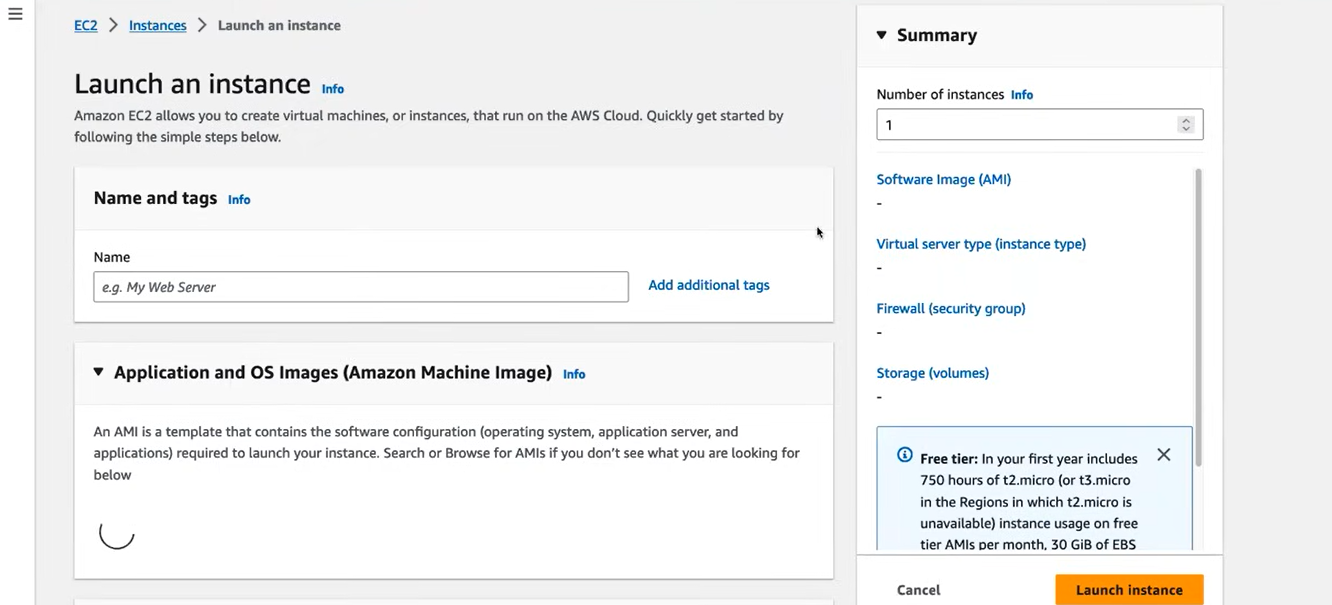 EC2 > Instances > Launch an instance
Launch an instance Info
Amazon EC2 allows you to create virtual machines, or instances, that run on the AWS Cloud. Quickly get started by
following the simple steps below.
Name and tags Info
Name
e.g. My Web Server
Add additional tags
Application and OS Images (Amazon Machine Image) Info
An AMI is a template that contains the software configuration (operating system, application server, and
applications) required to launch your instance. Search or Browse for AMIs if you don't see what you are looking for
below
Summary
Number of instances Info
1
Software Image (AMI)
-
Virtual server type (instance type)
-
Firewall (security group)
-
Storage (volumes)
-
Free tier: In your first year includes
750 hours of t2.micro (or t3.micro
in the Regions in which t2.micro is
unavailable) instance usage on free
tier AMIs per month, 30 GiB of EBS
Cancel
Launch instance